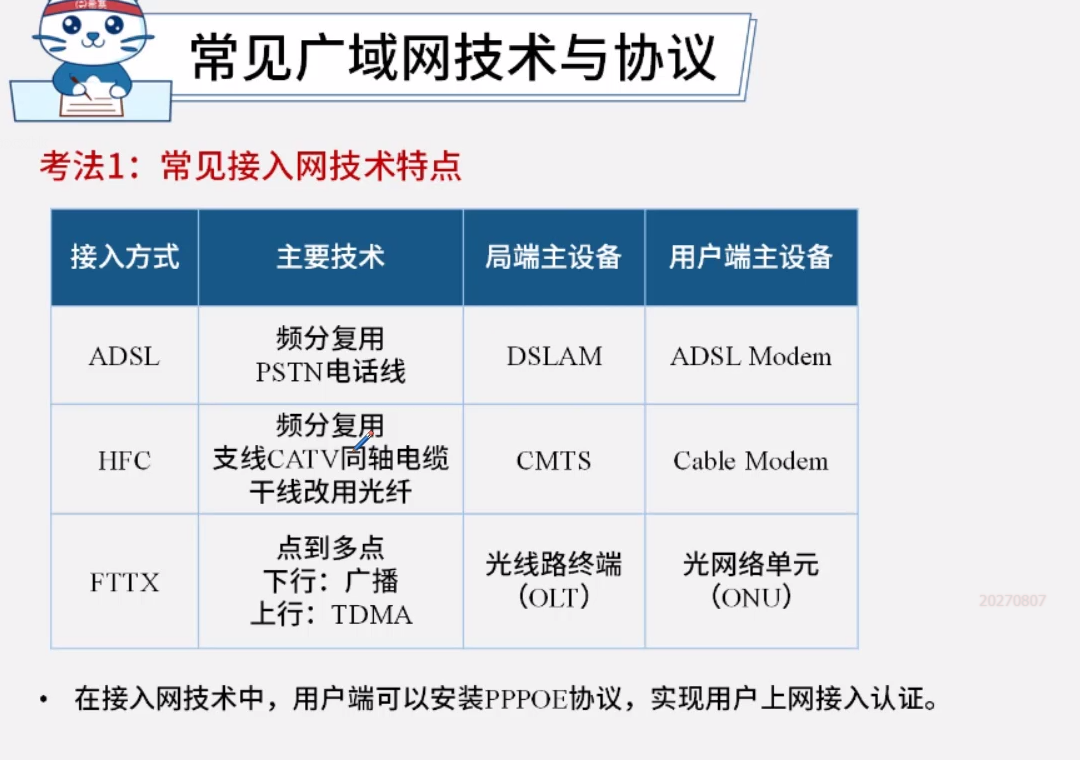 常见广域网技术与协议
考法1：常见接入网技术特点
接入方式 主要技术 局端主设备 用户端主设备
ADSL 频分复用 DSLAM ADSL Modem
PSTN电话线
HFC 频分复用 CMTS Cable Modem
支线CATV同轴电缆
干线改用光纤
FTTX 点到多点 光线路终端 光网络单元
下行：广播 （OLT） （ONU）
上行：TDMA
20270807
• 在接入网技术中，用户端可以安装PPPOE协议，实现用户上网接入认证。